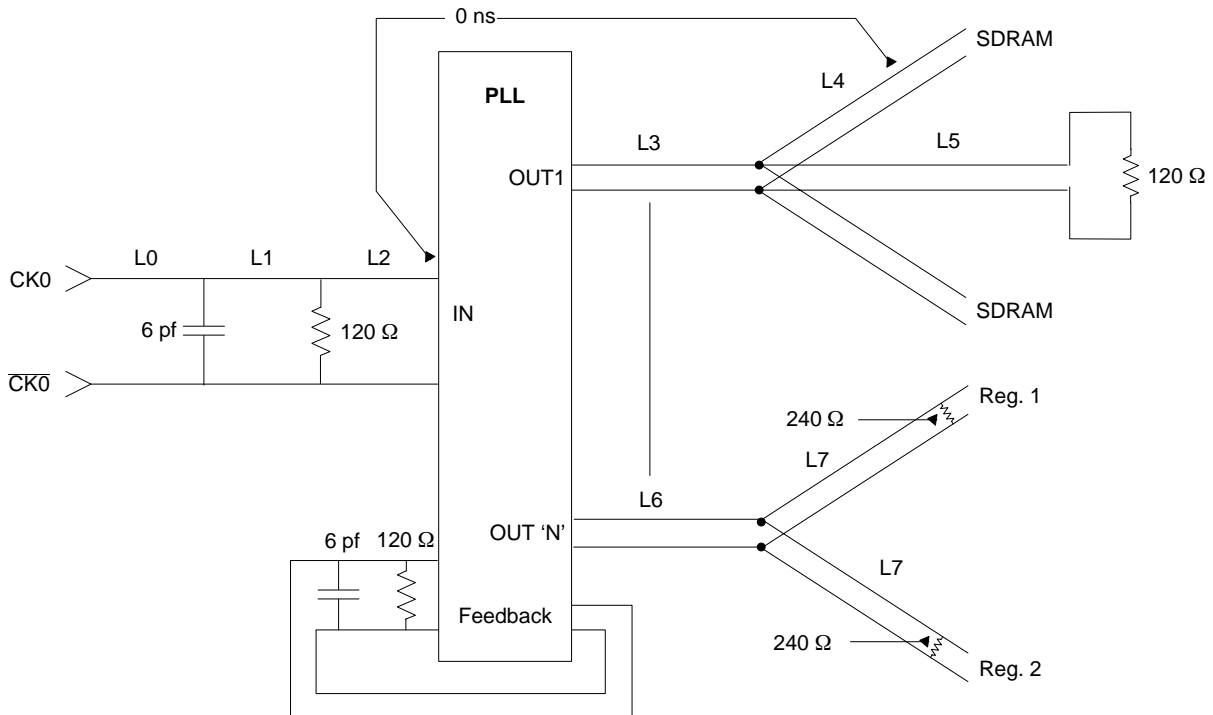 0 ns
SDRAM
L4
PLL
L3
L5
OUT1
120 Ω
L0
L1
L2
CK0
6 pf
120 Ω
IN
SDRAM
CK0
Reg. 1
240 Ω
L7
L6
OUT ‘N’
6 pf
120 Ω
L7
Feedback
240 Ω
Reg. 2